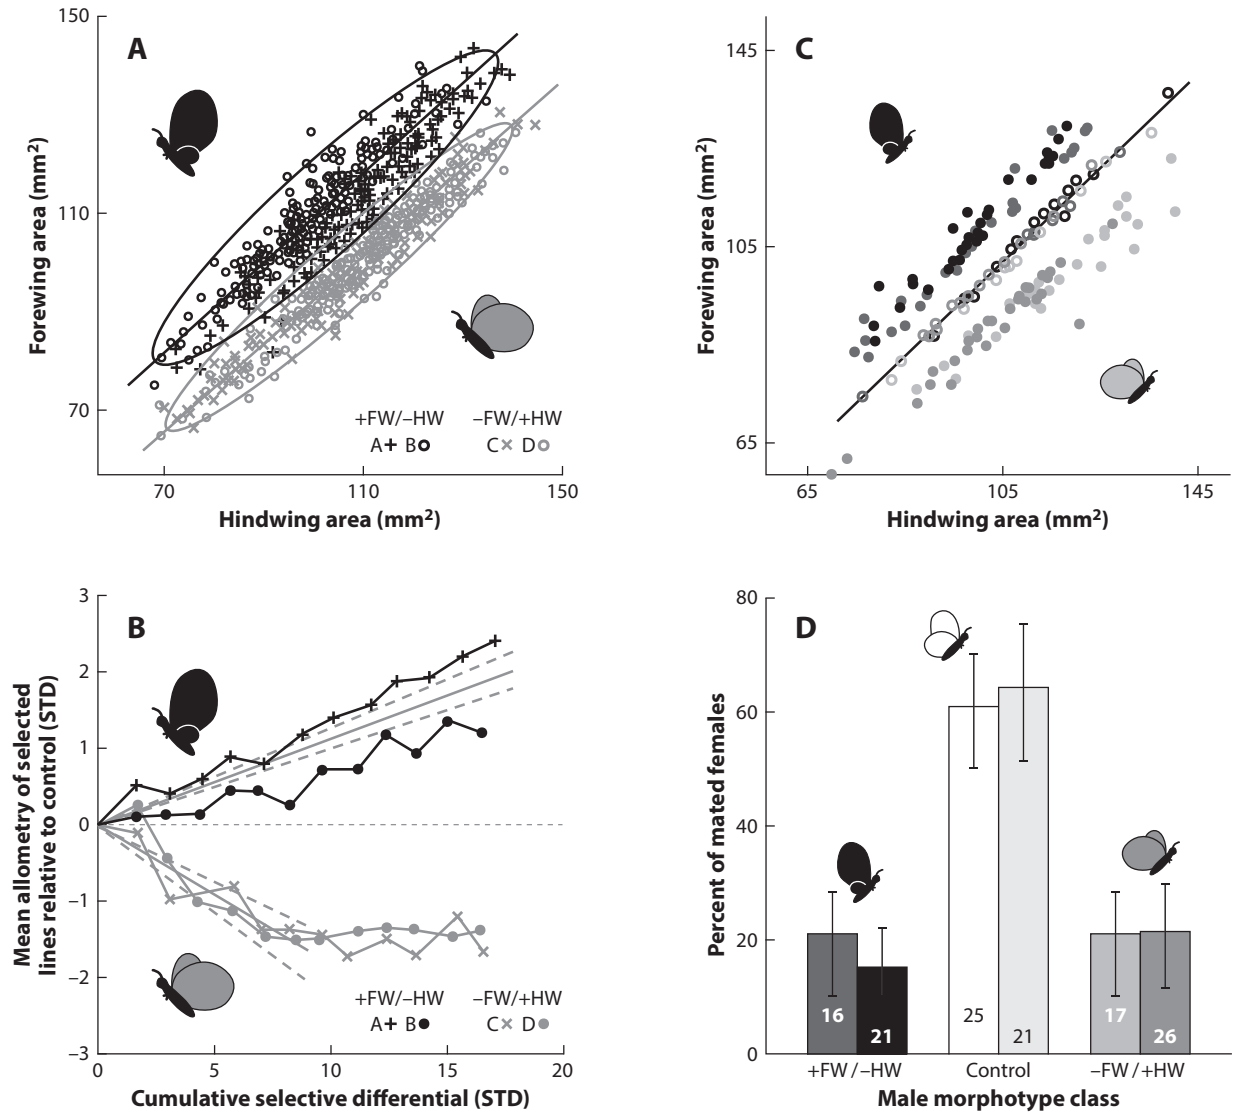 A
150
110
70
Forewing area (mm²)
+FW/–HW
–FW/+HW
A B
C D
70
110
150
Hindwing area (mm²)
C
145
105
65
Forewing area (mm²)
65
105
145
Hindwing area (mm²)
B
3
2
1
0
–1
–2
–3
Mean allometry of selected
lines relative to control (STD)
+FW/–HW
–FW/+HW
A B
C D
0
5
10
15
20
Cumulative selective differential (STD)
D
80
60
40
20
0
Percent of mated females
16
21
25
21
17
26
+FW/–HW
Control
–FW/+HW
Male morphotype class